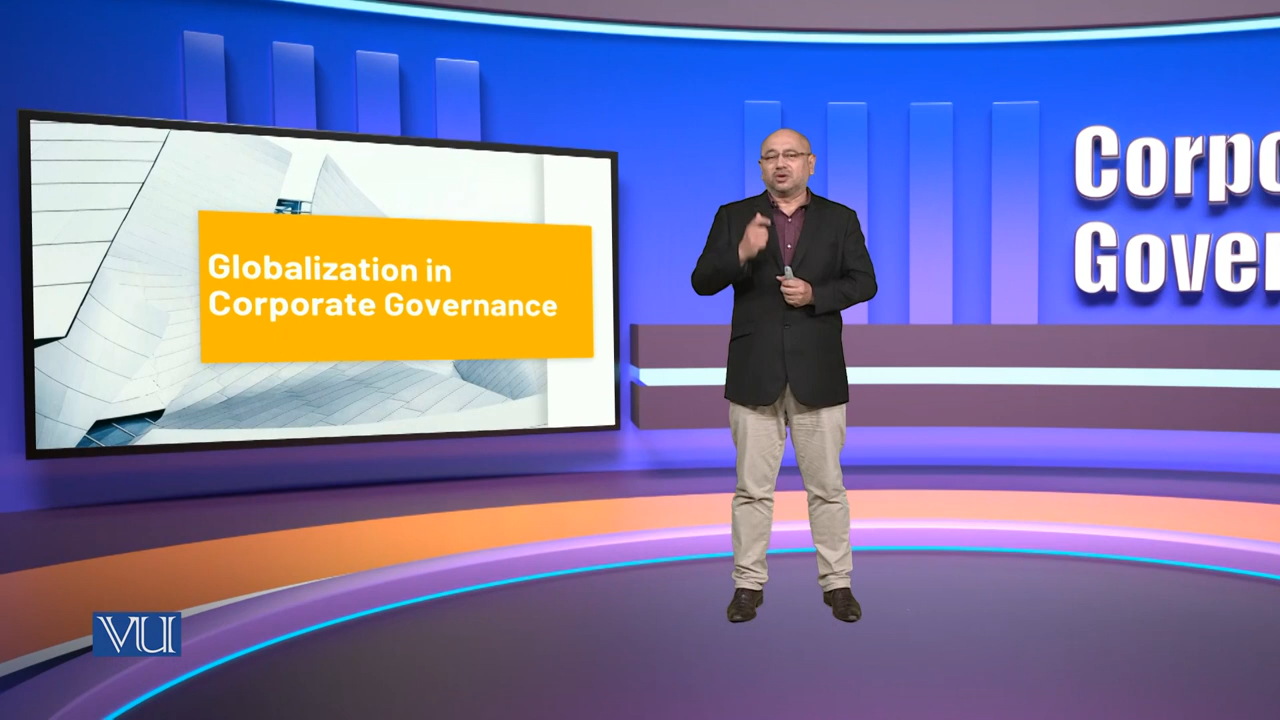 Globalization in
Corporate Governance
Corpo
Gover
VU